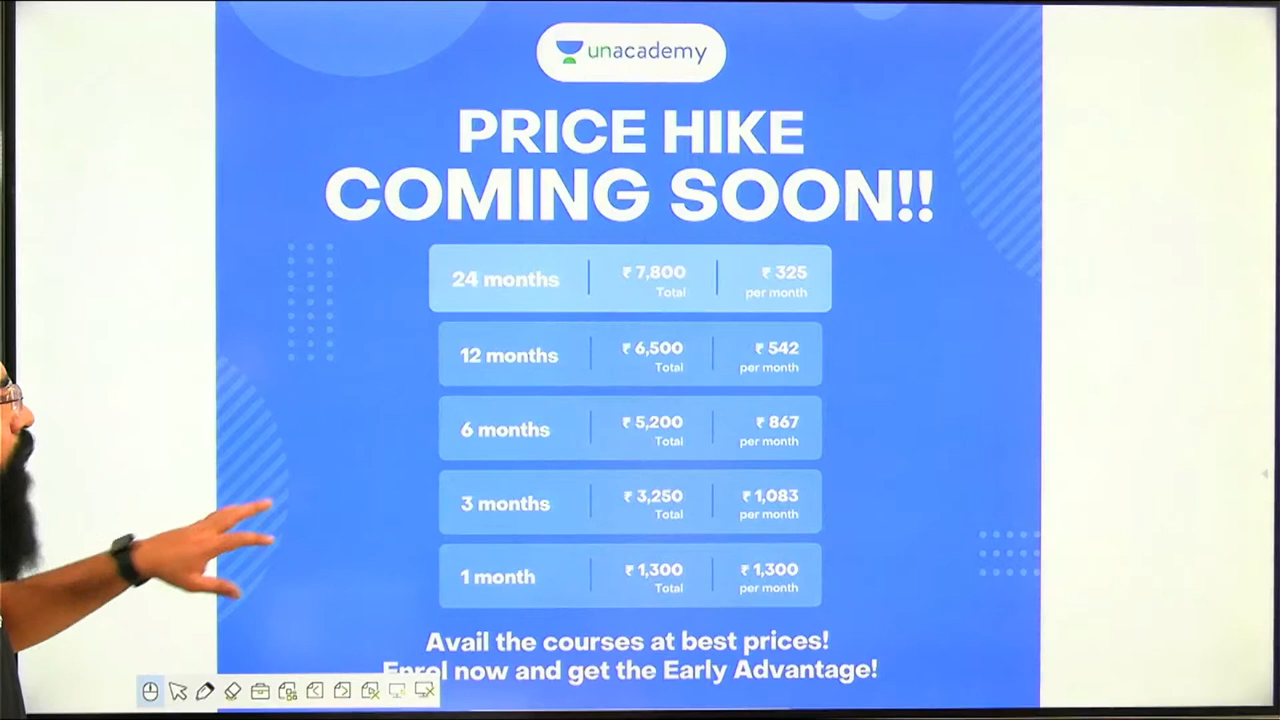 unacademy
PRICE HIKE
COMING SOON!!
24 months ₹ 7,800 Total ₹ 325 per month
12 months ₹ 6,500 Total ₹ 542 per month
6 months ₹ 5,200 Total ₹ 867 per month
3 months ₹ 3,250 Total ₹ 1,083 per month
1 month ₹ 1,300 Total ₹ 1,300 per month
Avail the courses at best prices!
Enrol now and get the Early Advantage!